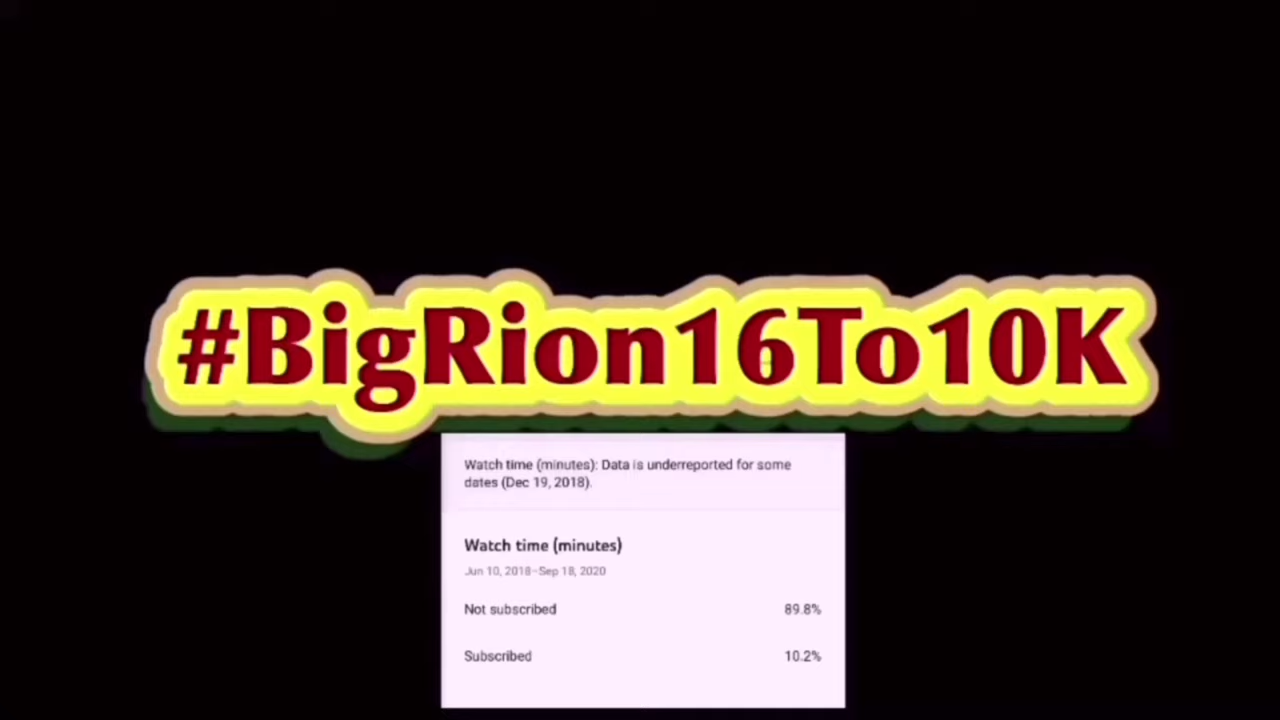 #BigRion16To10K
Watch time (minutes): Data is underreported for some
dates (Dec 19, 2018).
Watch time (minutes)
Jun 10, 2018–Sep 18, 2020
Not subscribed 89.8%
Subscribed 10.2%